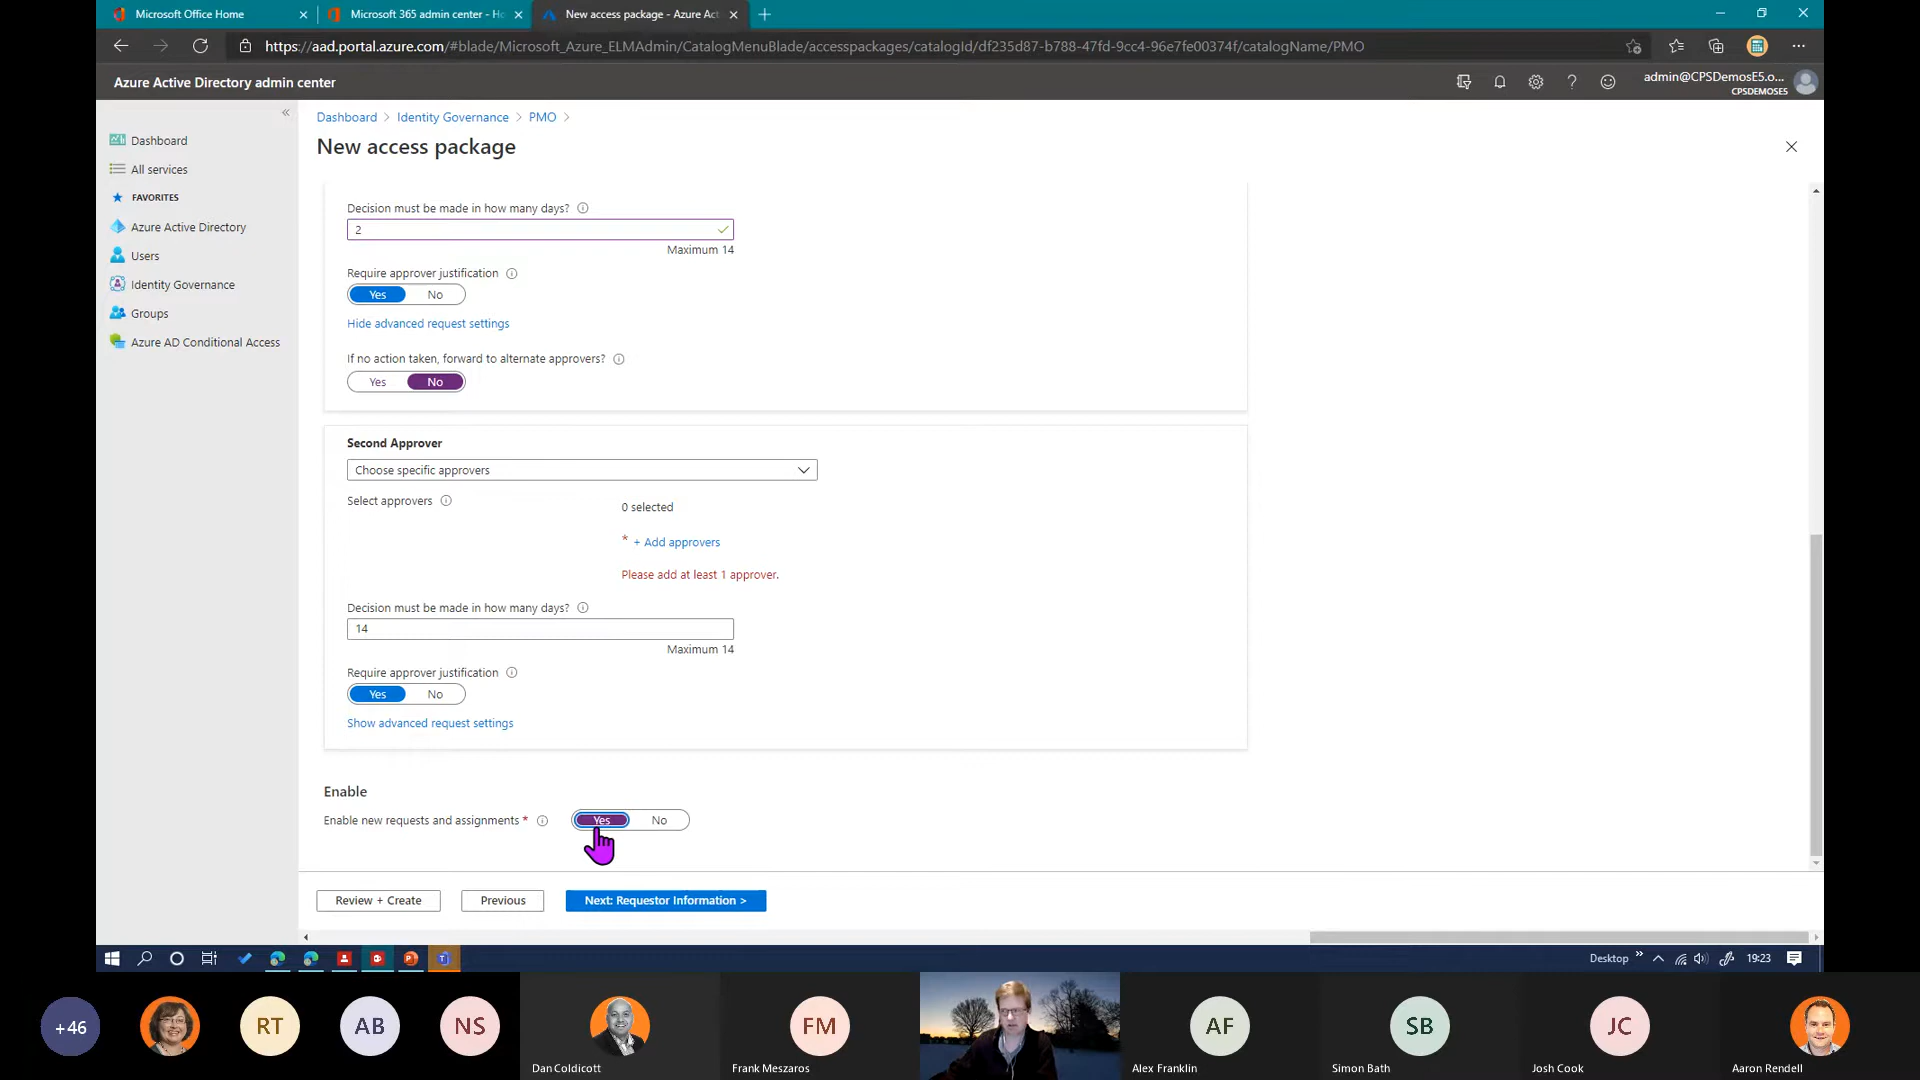 Microsoft Office Home
Microsoft 365 admin center - Ho
New access package - Azure Act
https://aad.portal.azure.com/#blade/Microsoft_Azure_ELMAdmin/CatalogMenuBlade/accesspackages/catalogId/df235d87-b788-47fd-9cc4-96e7fe00374f/catalogName/PMO
Azure Active Directory admin center
admin@CPSDemosE5.o...
CPSDEMOSE5
Dashboard > Identity Governance > PMO >
New access package
Dashboard
All services
FAVORITES
Azure Active Directory
Users
Identity Governance
Groups
Azure AD Conditional Access
Decision must be made in how many days?
2
Maximum 14
Require approver justification
Yes No
Hide advanced request settings
If no action taken, forward to alternate approvers?
Yes No
Second Approver
Choose specific approvers
Select approvers
0 selected
* + Add approvers
Please add at least 1 approver.
Decision must be made in how many days?
14
Maximum 14
Require approver justification
Yes No
Show advanced request settings
Enable
Enable new requests and assignments *
Yes No
Review + Create
Previous
Next: Requestor Information >
Desktop
19:23
+46
RT
AB
NS
Dan Coldicott
FM
Frank Meszaros
AF
Alex Franklin
SB
Simon Bath
JC
Josh Cook
Aaron Rendell